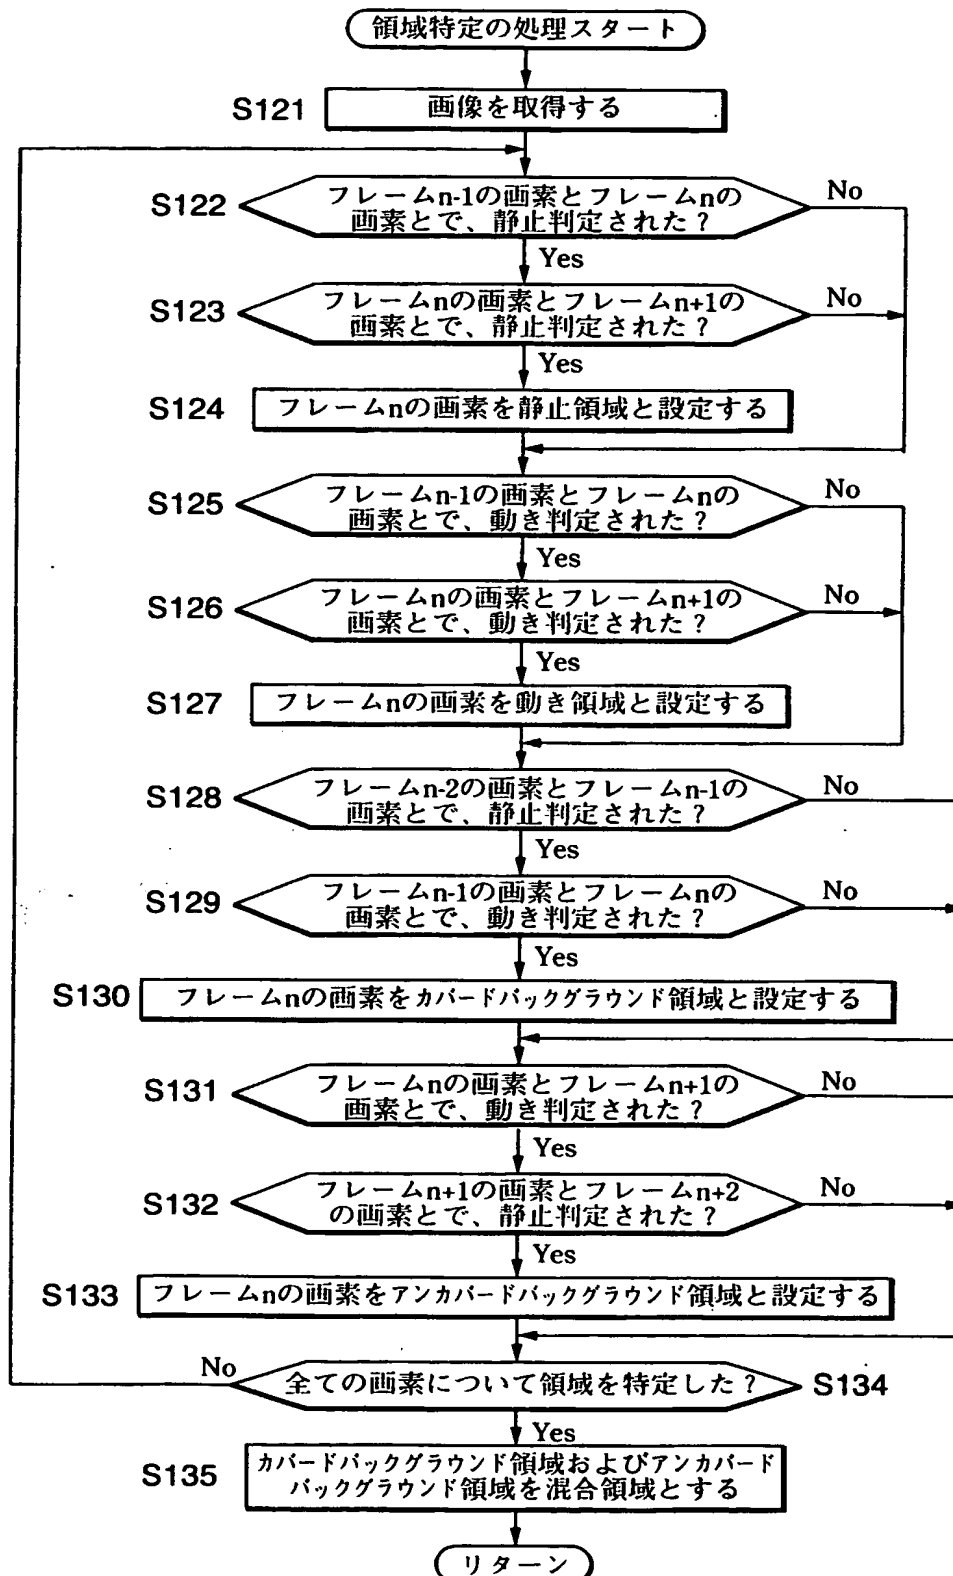 領域特定の処理スタート
S121 画像を取得する
S122 フレームn-1の画素とフレームnの No
画素とで、静止判定された?
Yes
S123 フレームnの画素とフレームn+1の No
画素とで、静止判定された?
Yes
S124 フレームnの画素を静止領域と設定する
S125 フレームn-1の画素とフレームnの No
画素とで、動き判定された?
Yes
S126 フレームnの画素とフレームn+1の No
画素とで、動き判定された?
Yes
S127 フレームnの画素を動き領域と設定する
S128 フレームn-2の画素とフレームn-1の No
画素とで、静止判定された?
Yes
S129 フレームn-1の画素とフレームnの No
画素とで、動き判定された?
Yes
S130 フレームnの画素をカバードバックグラウンド領域と設定する
S131 フレームnの画素とフレームn+1の No
画素とで、動き判定された?
Yes
S132 フレームn+1の画素とフレームn+2 No
の画素とで、静止判定された?
Yes
S133 フレームnの画素をアンカバードバックグラウンド領域と設定する
No 全ての画素について領域を特定した? S134
Yes
S135 カバードバックグラウンド領域およびアンカバード
バックグラウンド領域を混合領域とする
リターン